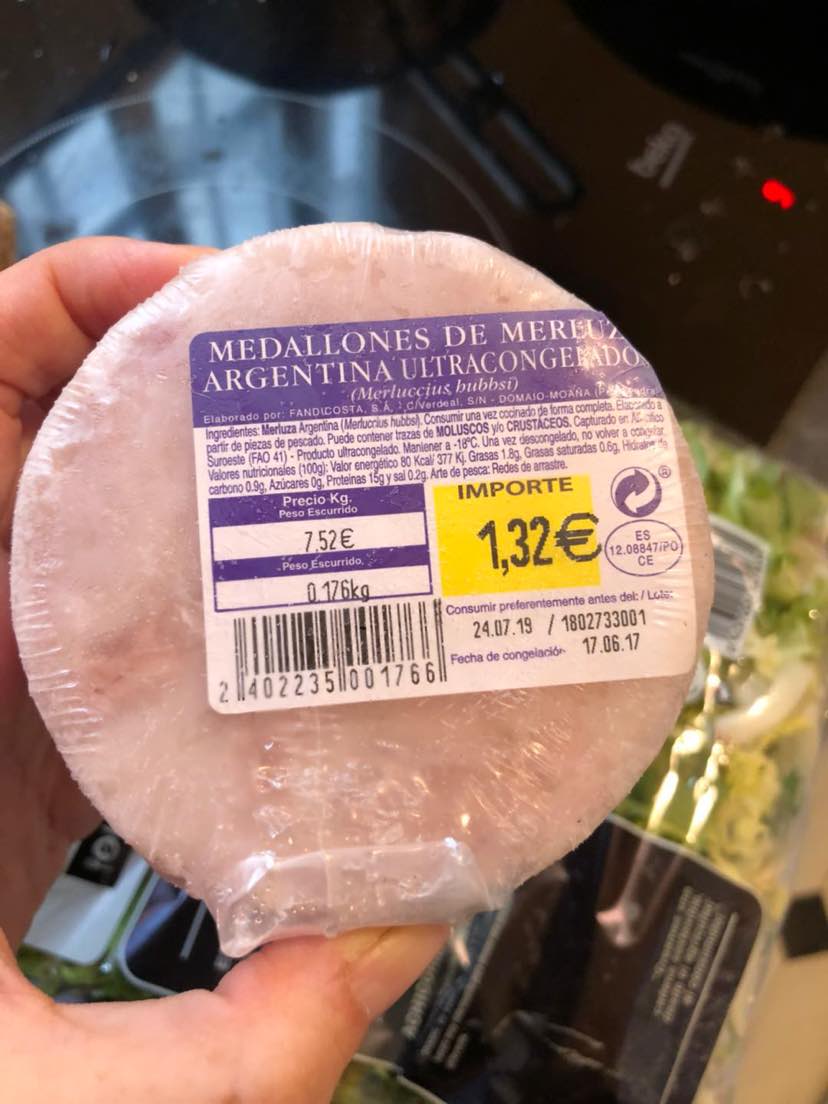 MEDALLONES DE MERLUZ
ARGENTINA ULTRACONGELADO
(Merluccius hubbsi)
Elaborado por: FANDICOSTA, S.A. C/Verdeal, S/N - DOMAIO-MOAÑA
Ingredientes: Merluza Argentina (Merluccius hubbsi). Consumir una vez cocinado de forma completa. Elaborado a
partir de piezas de pescado. Puede contener trazas de MOLUSCOS y/o CRUSTÁCEOS. Capturado en Atlántico
Suroeste (FAO 41) - Producto ultracongelado. Mantener a -18ºC. Una vez descongelado, no volver a congelar.
Valores nutricionales (100g): Valor energético 80 Kcal/ 377 Kj, Grasas 1.8g, Grasas saturadas 0.6g, Hidratos de
carbono 0.9g, Azúcares 0g, Proteínas 15g y sal 0.2g. Arte de pesca: Redes de arrastre.
Precio Kg.
Peso Escurrido
7,52€
Peso Escurrido.
0,176kg
IMPORTE
1,32€
®
ES
12.08847/PO
CE
Consumir preferentemente antes del: / Lote:
24.07.19 / 1802733001
Fecha de congelación 17.06.17
2 402235 001766
beko